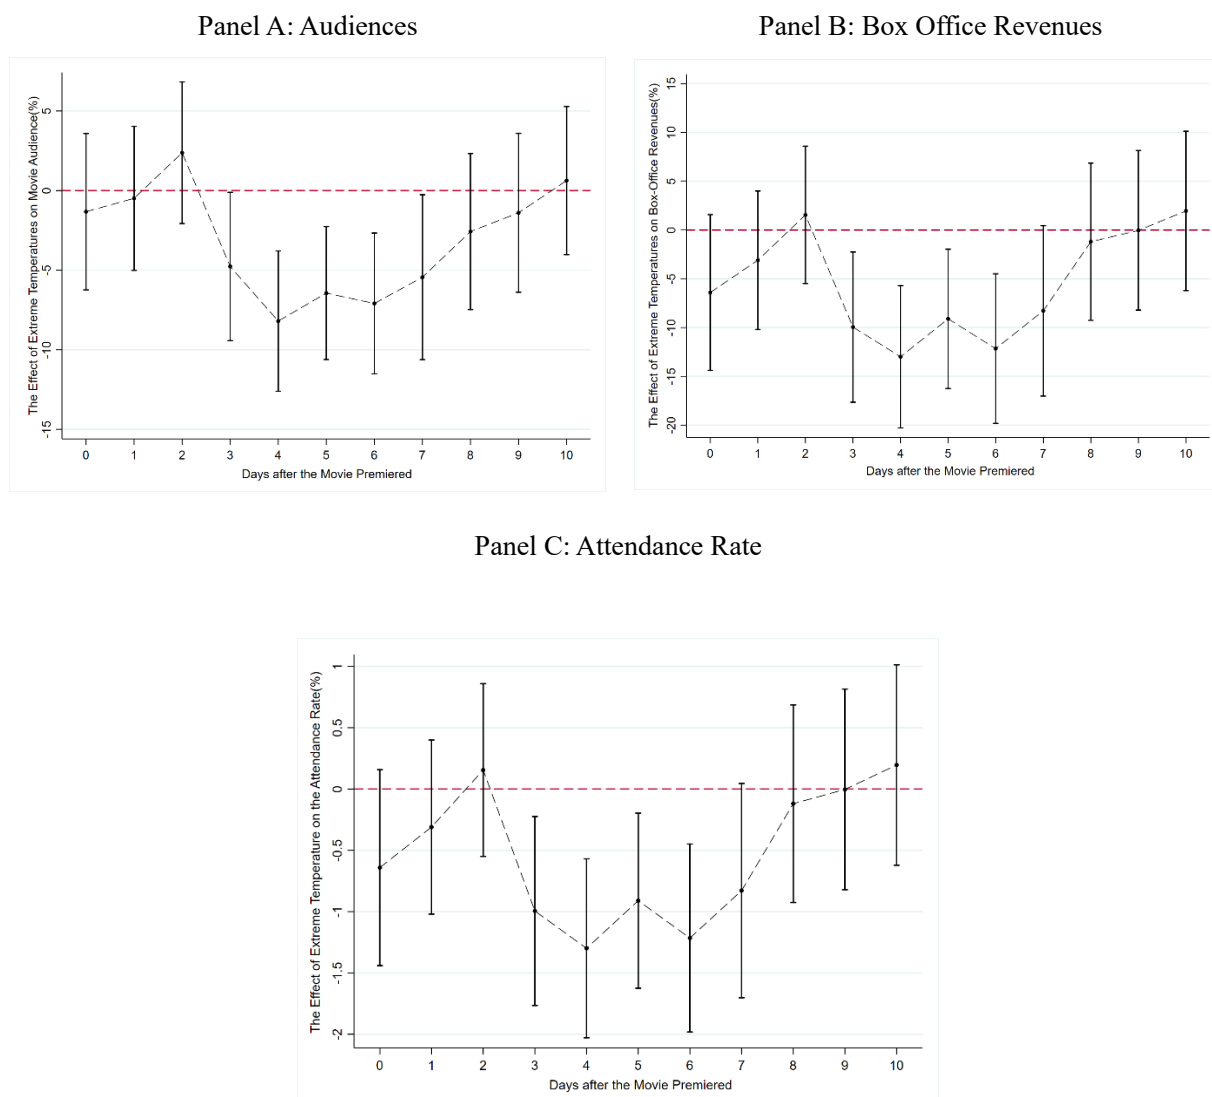 Panel A: Audiences
The Effect of Extreme Temperatures on Movie Audience(%)
5
0
-5
-10
-15
0 1 2 3 4 5 6 7 8 9 10
Days after the Movie Premiered
Panel B: Box Office Revenues
The Effect of Extreme Temperatures on Box-Office Revenues(%)
15
10
5
0
-5
-10
-15
-20
0 1 2 3 4 5 6 7 8 9 10
Days after the Movie Premiered
Panel C: Attendance Rate
The Effect of Extreme Temperature on the Attendance Rate(%)
1
0.5
0
-0.5
-1
-1.5
-2
0 1 2 3 4 5 6 7 8 9 10
Days after the Movie Premiered